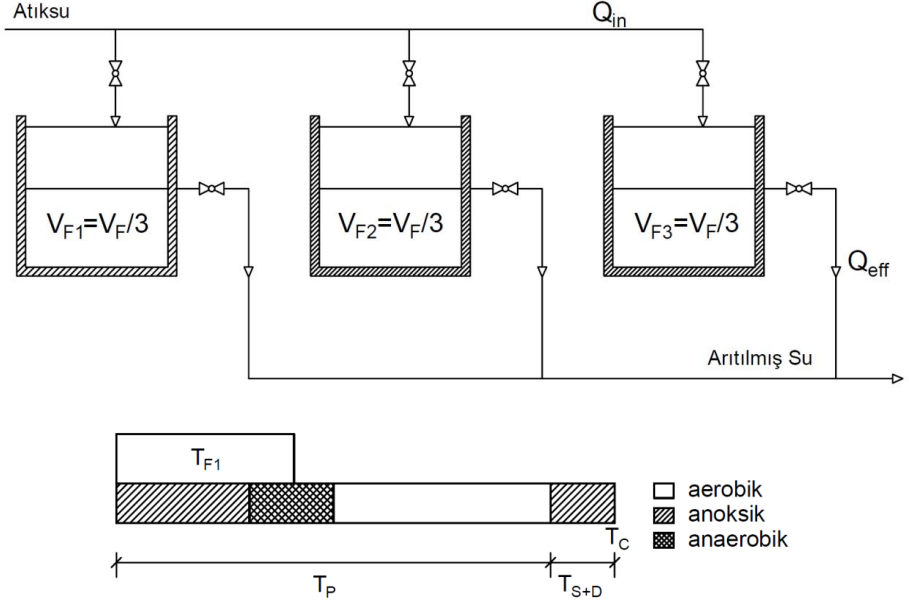 Atıksu
Q_in
V_F1=V_F/3
V_F2=V_F/3
V_F3=V_F/3
Q_eff
Arıtılmış Su
T_F1
aerobik
anoksik
T_C
anaerobik
T_P
T_S+D